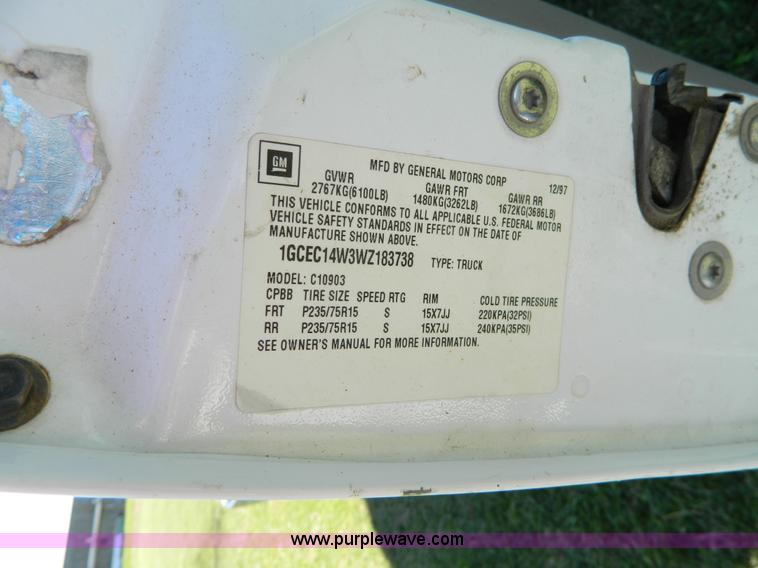 GM
MFD BY GENERAL MOTORS CORP 12/97
GVWR GAWR FRT GAWR RR
2767KG(6100LB) 1480KG(3262LB) 1672KG(3686LB)
THIS VEHICLE CONFORMS TO ALL APPLICABLE U.S. FEDERAL MOTOR
VEHICLE SAFETY STANDARDS IN EFFECT ON THE DATE OF
MANUFACTURE SHOWN ABOVE.
1GCEC14W3WZ183738 TYPE: TRUCK
MODEL: C10903
CPBB TIRE SIZE SPEED RTG RIM COLD TIRE PRESSURE
FRT P235/75R15 S 15X7JJ 220KPA(32PSI)
RR P235/75R15 S 15X7JJ 240KPA(35PSI)
SEE OWNER'S MANUAL FOR MORE INFORMATION.
www.purplewave.com